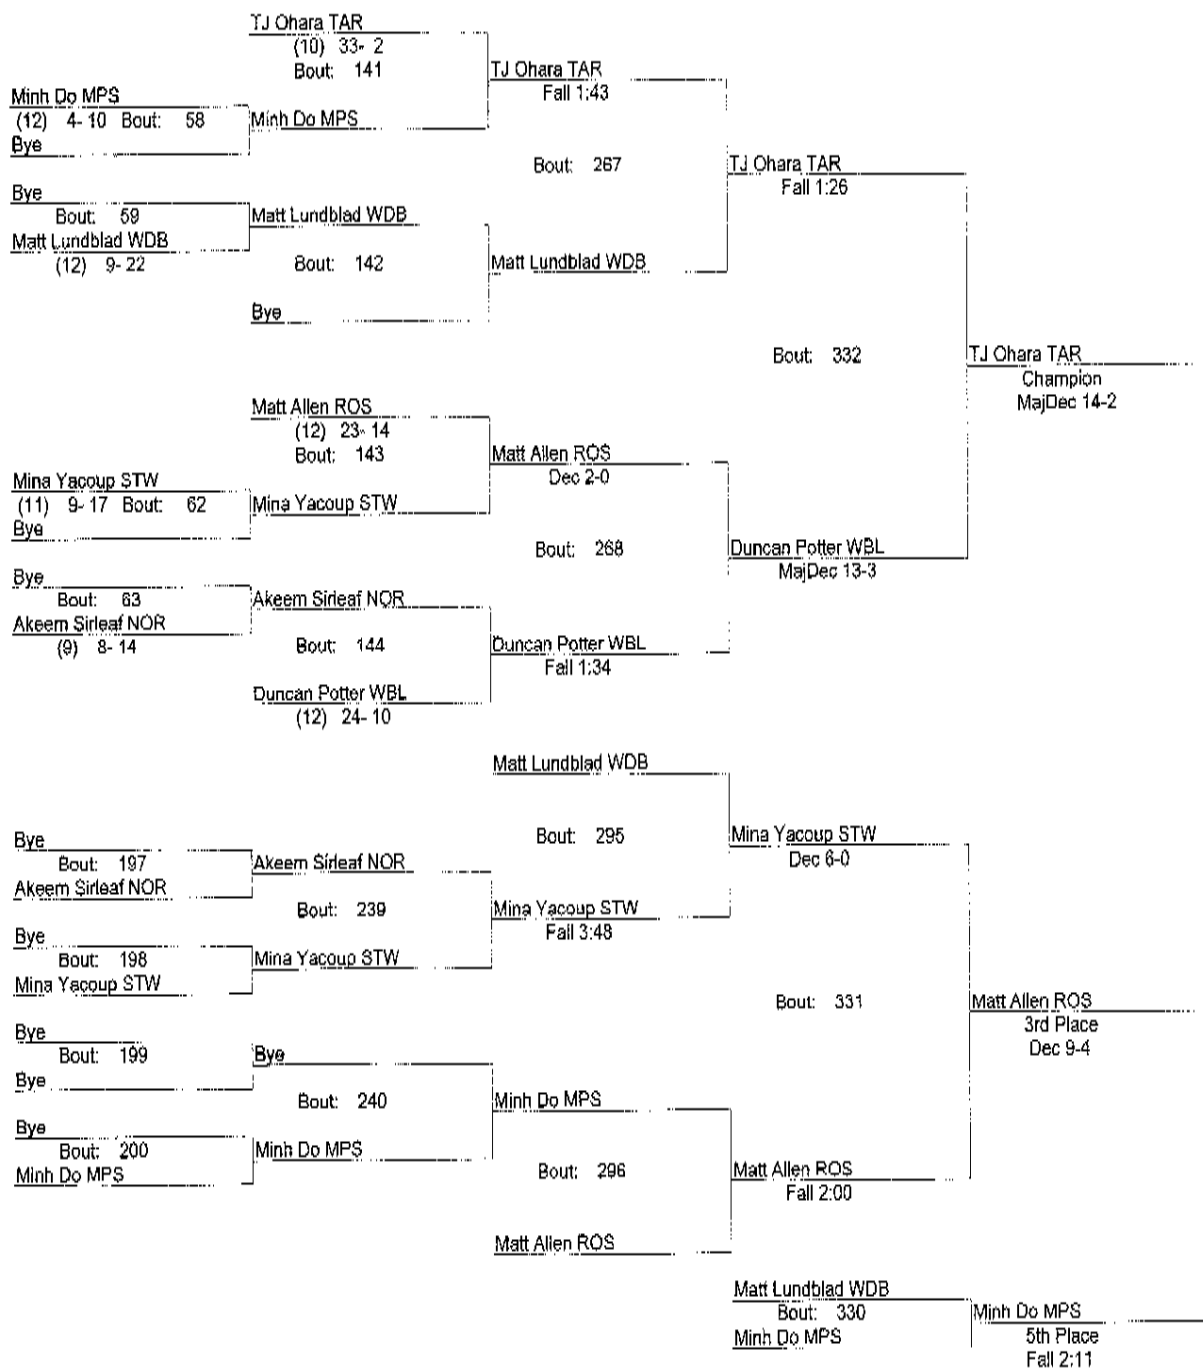 TJ Ohara TAR
(10) 33- 2
Bout: 141
TJ Ohara TAR
Fall 1:43
Minh Do MPS
(12) 4- 10 Bout: 58
Minh Do MPS
Bye
Bout: 267
TJ Ohara TAR
Fall 1:26
Bye
Bout: 59
Matt Lundblad WDB
Matt Lundblad WDB
(12) 9- 22
Bout: 142
Matt Lundblad WDB
Bye
Bout: 332
TJ Ohara TAR
Champion
MajDec 14-2
Matt Allen ROS
(12) 23- 14
Bout: 143
Matt Allen ROS
Dec 2-0
Mina Yacoup STW
(11) 9- 17 Bout: 62
Mina Yacoup STW
Bye
Bout: 268
Duncan Potter WBL
MajDec 13-3
Bye
Bout: 63
Akeem Sirleaf NOR
Akeem Sirleaf NOR
(9) 8- 14
Bout: 144
Duncan Potter WBL
Fall 1:34
Duncan Potter WBL
(12) 24- 10
Matt Lundblad WDB
Bout: 295
Mina Yacoup STW
Dec 6-0
Bye
Bout: 197
Akeem Sirleaf NOR
Akeem Sirleaf NOR
Bout: 239
Mina Yacoup STW
Fall 3:48
Bye
Bout: 198
Mina Yacoup STW
Mina Yacoup STW
Bout: 331
Matt Allen ROS
3rd Place
Dec 9-4
Bye
Bout: 199
Bye
Bye
Bout: 240
Minh Do MPS
Bye
Bout: 200
Minh Do MPS
Minh Do MPS
Bout: 296
Matt Allen ROS
Fall 2:00
Matt Allen ROS
Matt Lundblad WDB
Bout: 330
Minh Do MPS
Minh Do MPS
5th Place
Fall 2:11